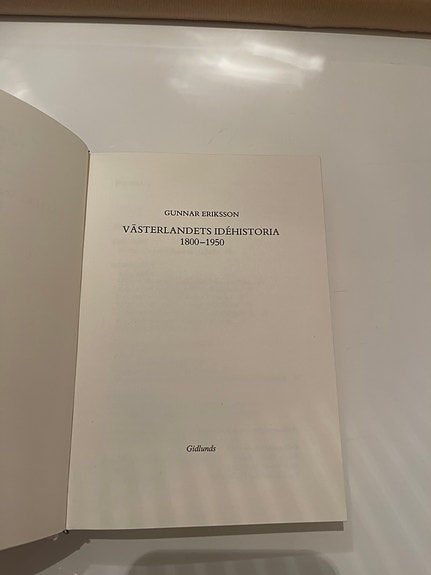 GUNNAR ERIKSSON
VÄSTERLANDETS IDÉHISTORIA
1800–1950
Gidlunds